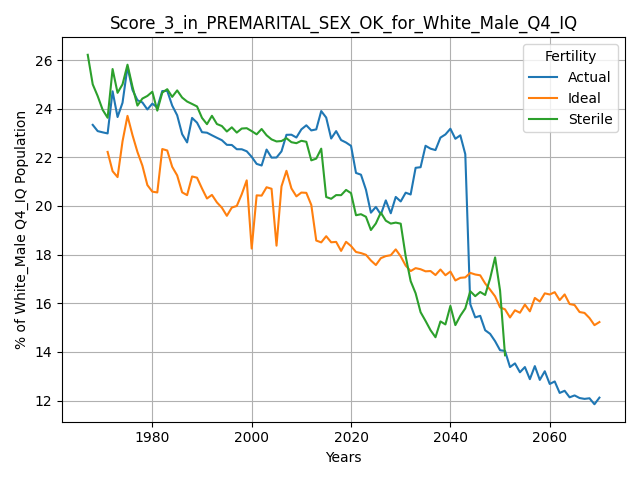 Score_3_in_PREMARITAL_SEX_OK_for_White_Male_Q4_IQ
Fertility
Actual
Ideal
Sterile
% of White_Male Q4_IQ Population
26
24
22
20
18
16
14
12
1980
2000
2020
2040
2060
Years